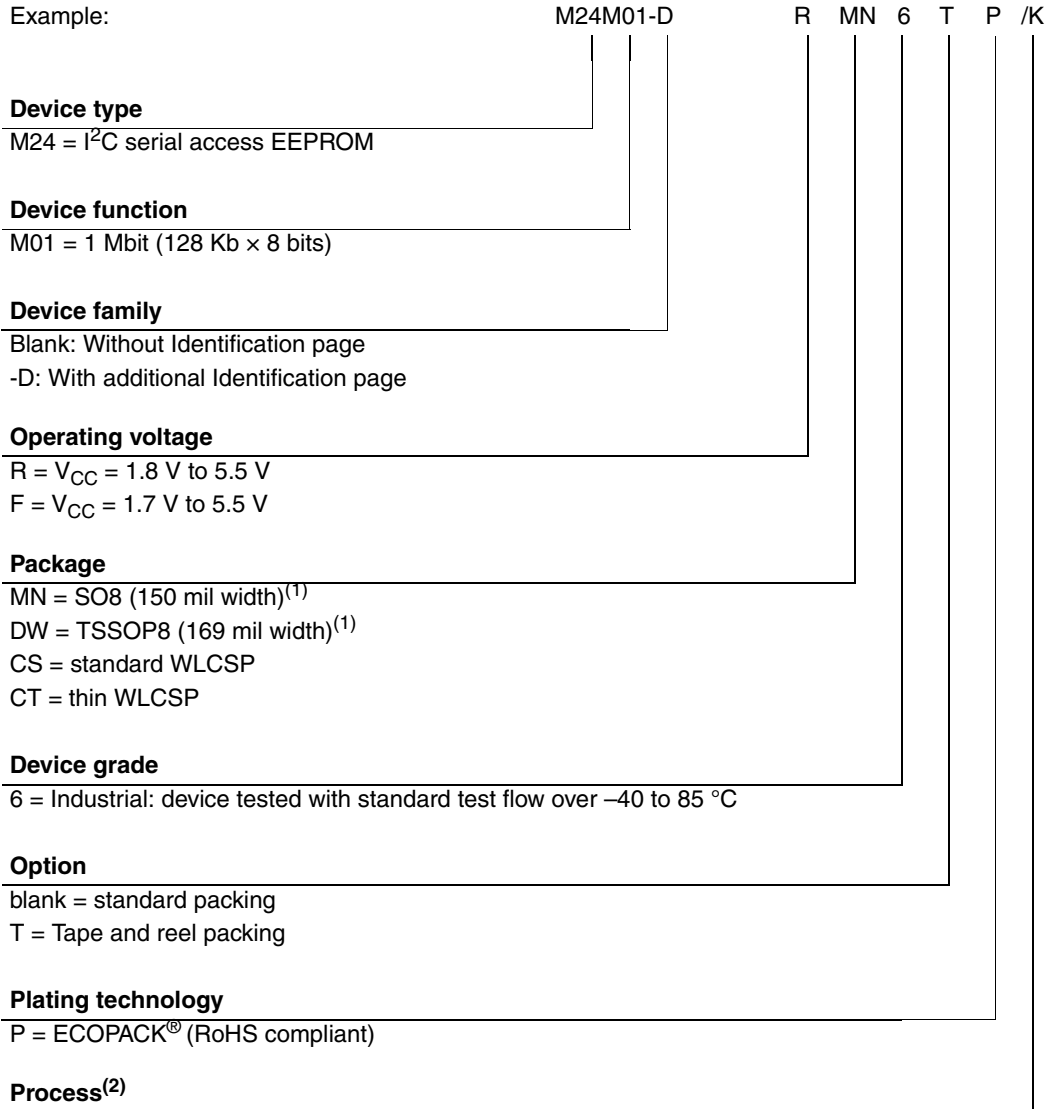 Example: M24M01-D R MN 6 T P /K
Device type
M24 = I²C serial access EEPROM
Device function
M01 = 1 Mbit (128 Kb × 8 bits)
Device family
Blank: Without Identification page
-D: With additional Identification page
Operating voltage
R = VCC = 1.8 V to 5.5 V
F = VCC = 1.7 V to 5.5 V
Package
MN = SO8 (150 mil width)(1)
DW = TSSOP8 (169 mil width)(1)
CS = standard WLCSP
CT = thin WLCSP
Device grade
6 = Industrial: device tested with standard test flow over –40 to 85 °C
Option
blank = standard packing
T = Tape and reel packing
Plating technology
P = ECOPACK® (RoHS compliant)
Process(2)